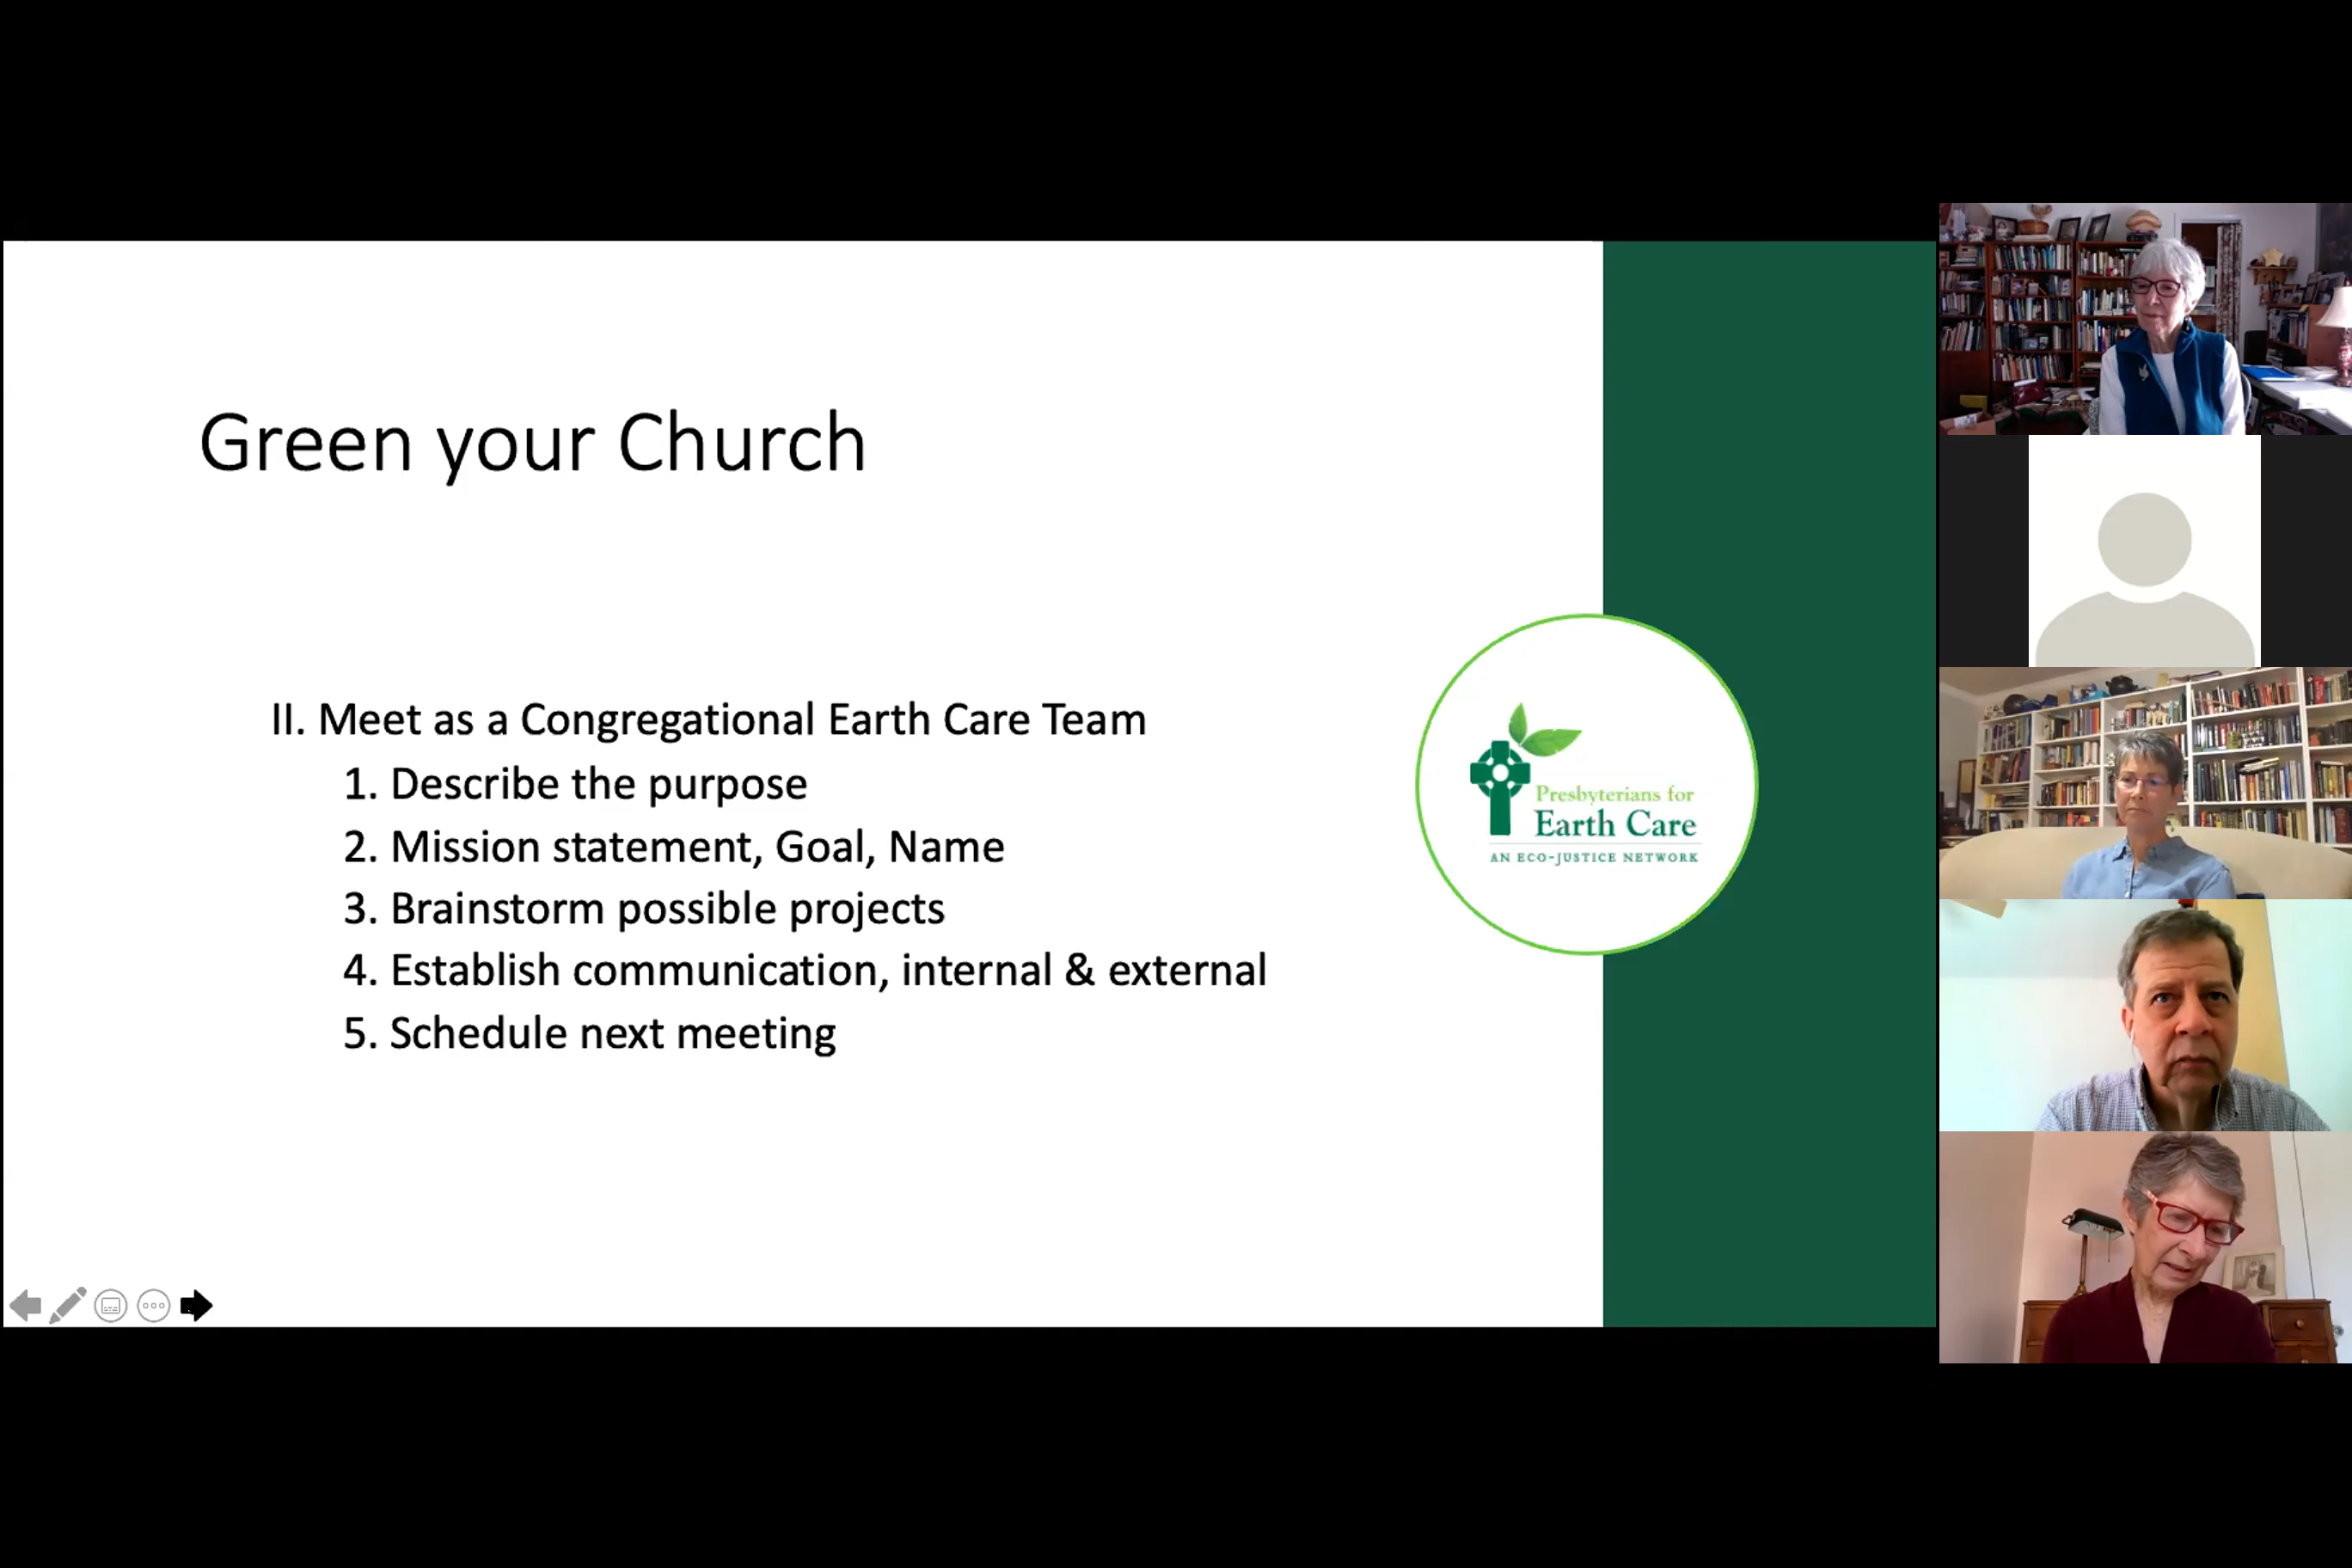 Green your Church
II. Meet as a Congregational Earth Care Team
1. Describe the purpose
2. Mission statement, Goal, Name
3. Brainstorm possible projects
4. Establish communication, internal & external
5. Schedule next meeting
Presbyterians for
Earth Care
AN ECO-JUSTICE NETWORK